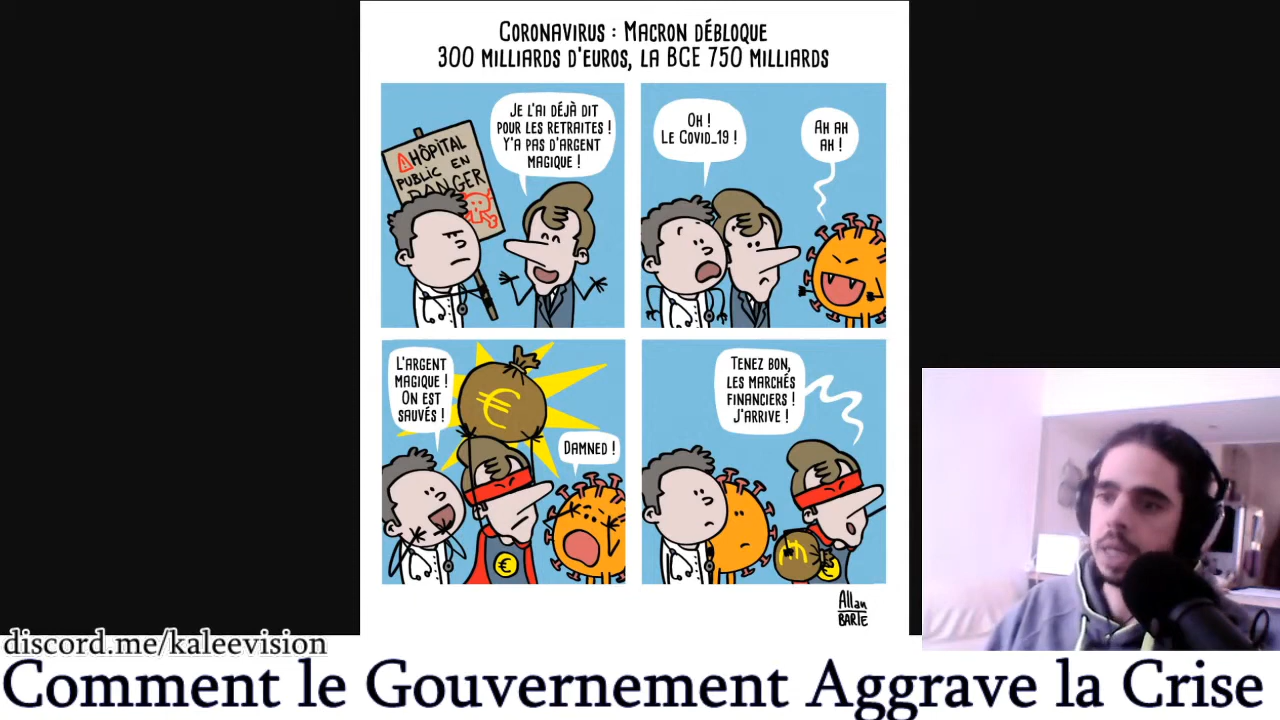 CORONAVIRUS : MACRON DÉBLOQUE
300 MILLIARDS D'EUROS, LA BCE 750 MILLIARDS
HÔPITAL
PUBLIC EN
DANGER
JE L'AI DÉJÀ DIT
POUR LES RETRAITES !
Y'A PAS D'ARGENT
MAGIQUE !
OH !
LE COVID_19 !
AH AH
AH !
L'ARGENT
MAGIQUE !
ON EST
SAUVÉS !
€
DAMNED !
€
TENEZ BON,
LES MARCHÉS
FINANCIERS !
J'ARRIVE !
€
€
Allan
BARTE
discord.me/kaleevision
Comment le Gouvernement Aggrave la Crise